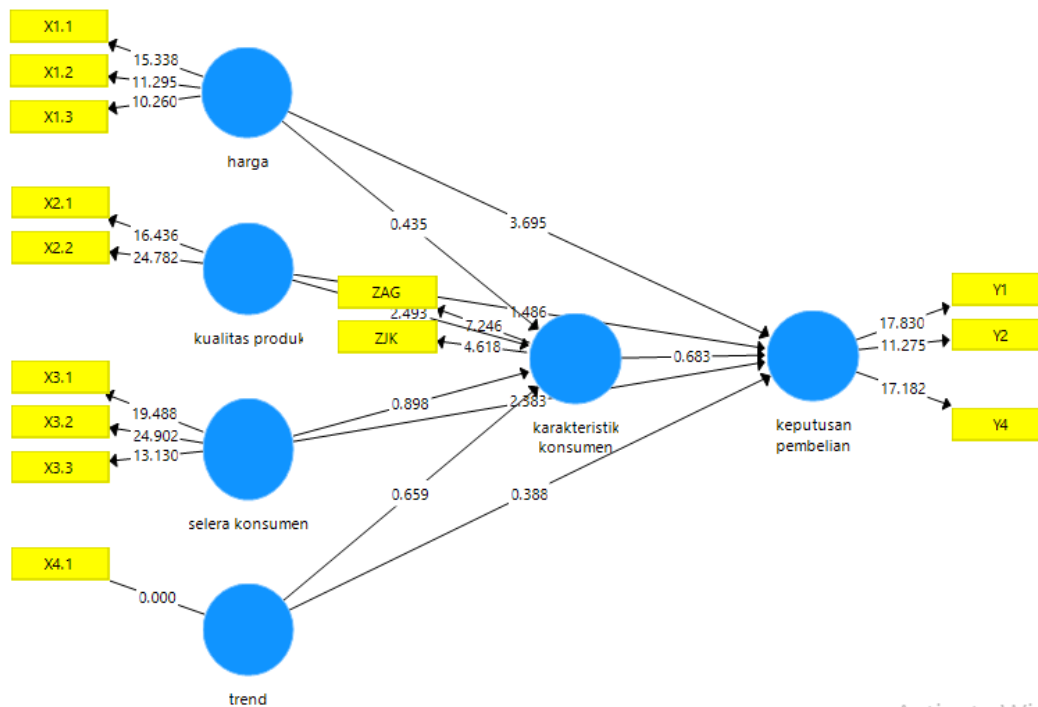 X1.1
15.338
X1.2
11.295
X1.3
10.260
harga
X2.1
16.436
X2.2
24.782
kualitas produk
0.435
3.695
ZAG
2.493
7.246
1.486
ZJK
4.618
0.683
karakteristik
konsumen
keputusan
pembelian
Y1
17.830
Y2
11.275
17.182
Y4
X3.1
19.488
X3.2
24.902
X3.3
13.130
selera konsumen
0.898
2.383
0.659
0.388
X4.1
0.000
trend